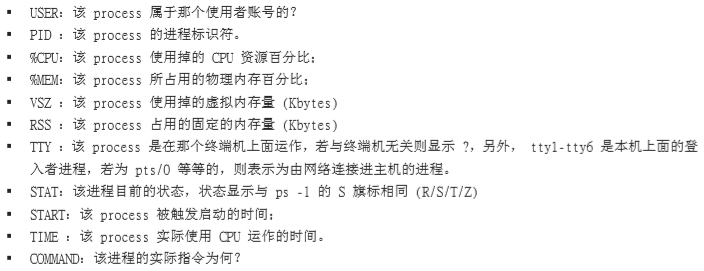 ▪ USER：该 process 属于那个使用者账号的？
▪ PID ：该 process 的进程标识符。
▪ %CPU：该 process 使用掉的 CPU 资源百分比；
▪ %MEM：该 process 所占用的物理内存百分比；
▪ VSZ ：该 process 使用掉的虚拟内存量 (Kbytes)
▪ RSS ：该 process 占用的固定的内存量 (Kbytes)
▪ TTY ：该 process 是在那个终端机上面运作，若与终端机无关则显示 ?，另外， tty1-tty6 是本机上面的登
入者进程，若为 pts/0 等等的，则表示为由网络连接进主机的进程。
▪ STAT：该进程目前的状态，状态显示与 ps -l 的 S 旗标相同 (R/S/T/Z)
▪ START：该 process 被触发启动的时间；
▪ TIME ：该 process 实际使用 CPU 运作的时间。
▪ COMMAND：该进程的实际指令为何？